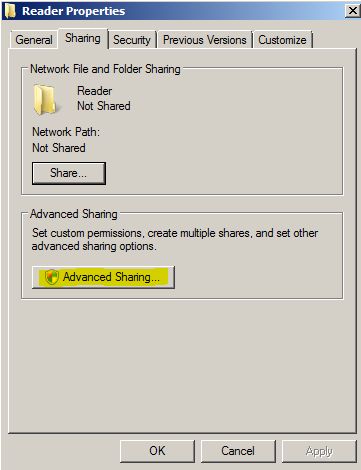 Reader Properties
General Sharing Security Previous Versions Customize
Network File and Folder Sharing
Reader
Not Shared
Network Path:
Not Shared
Share...
Advanced Sharing
Set custom permissions, create multiple shares, and set other
advanced sharing options.
Advanced Sharing...
OK Cancel Apply